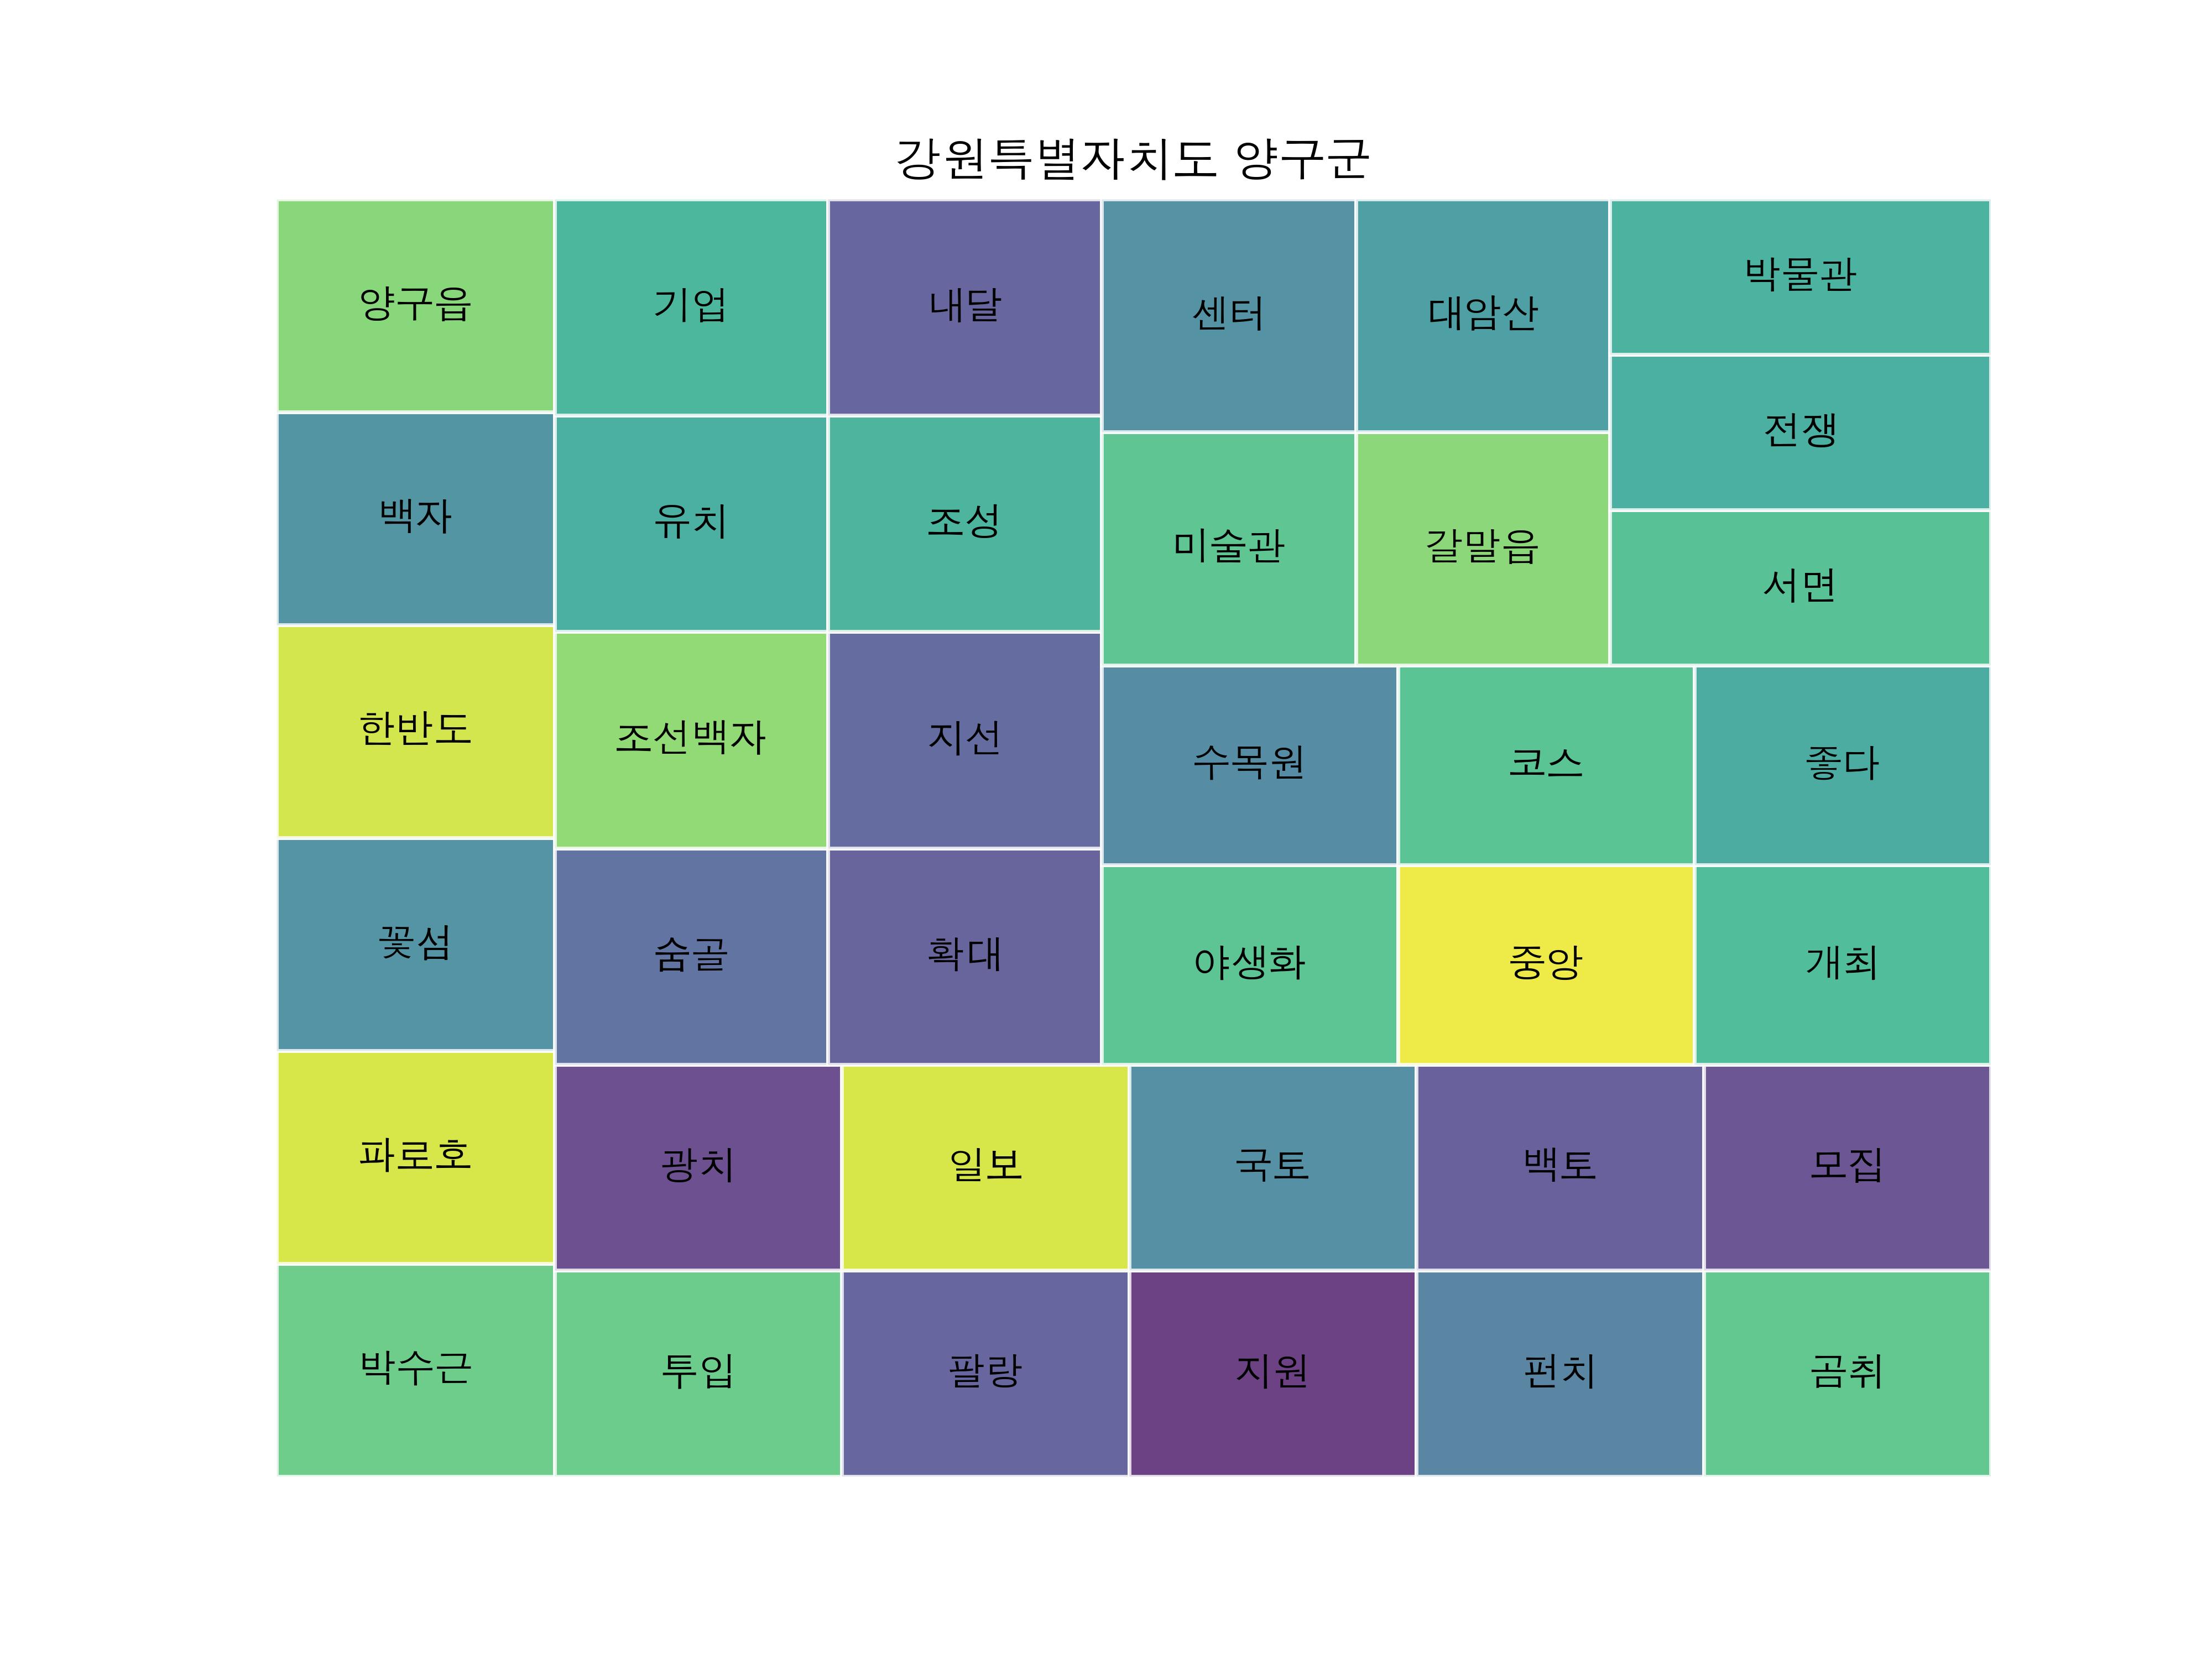 강원특별자치도 양구군
양구읍
기업
내달
센터
대암산
박물관
전쟁
백자
유치
조성
미술관
갈말읍
서면
한반도
조선백자
지선
수목원
코스
좋다
꽃섬
숨골
확대
야생화
중앙
개최
파로호
광치
일보
국토
백토
모집
박수근
투입
팔랑
지원
펀치
곰취